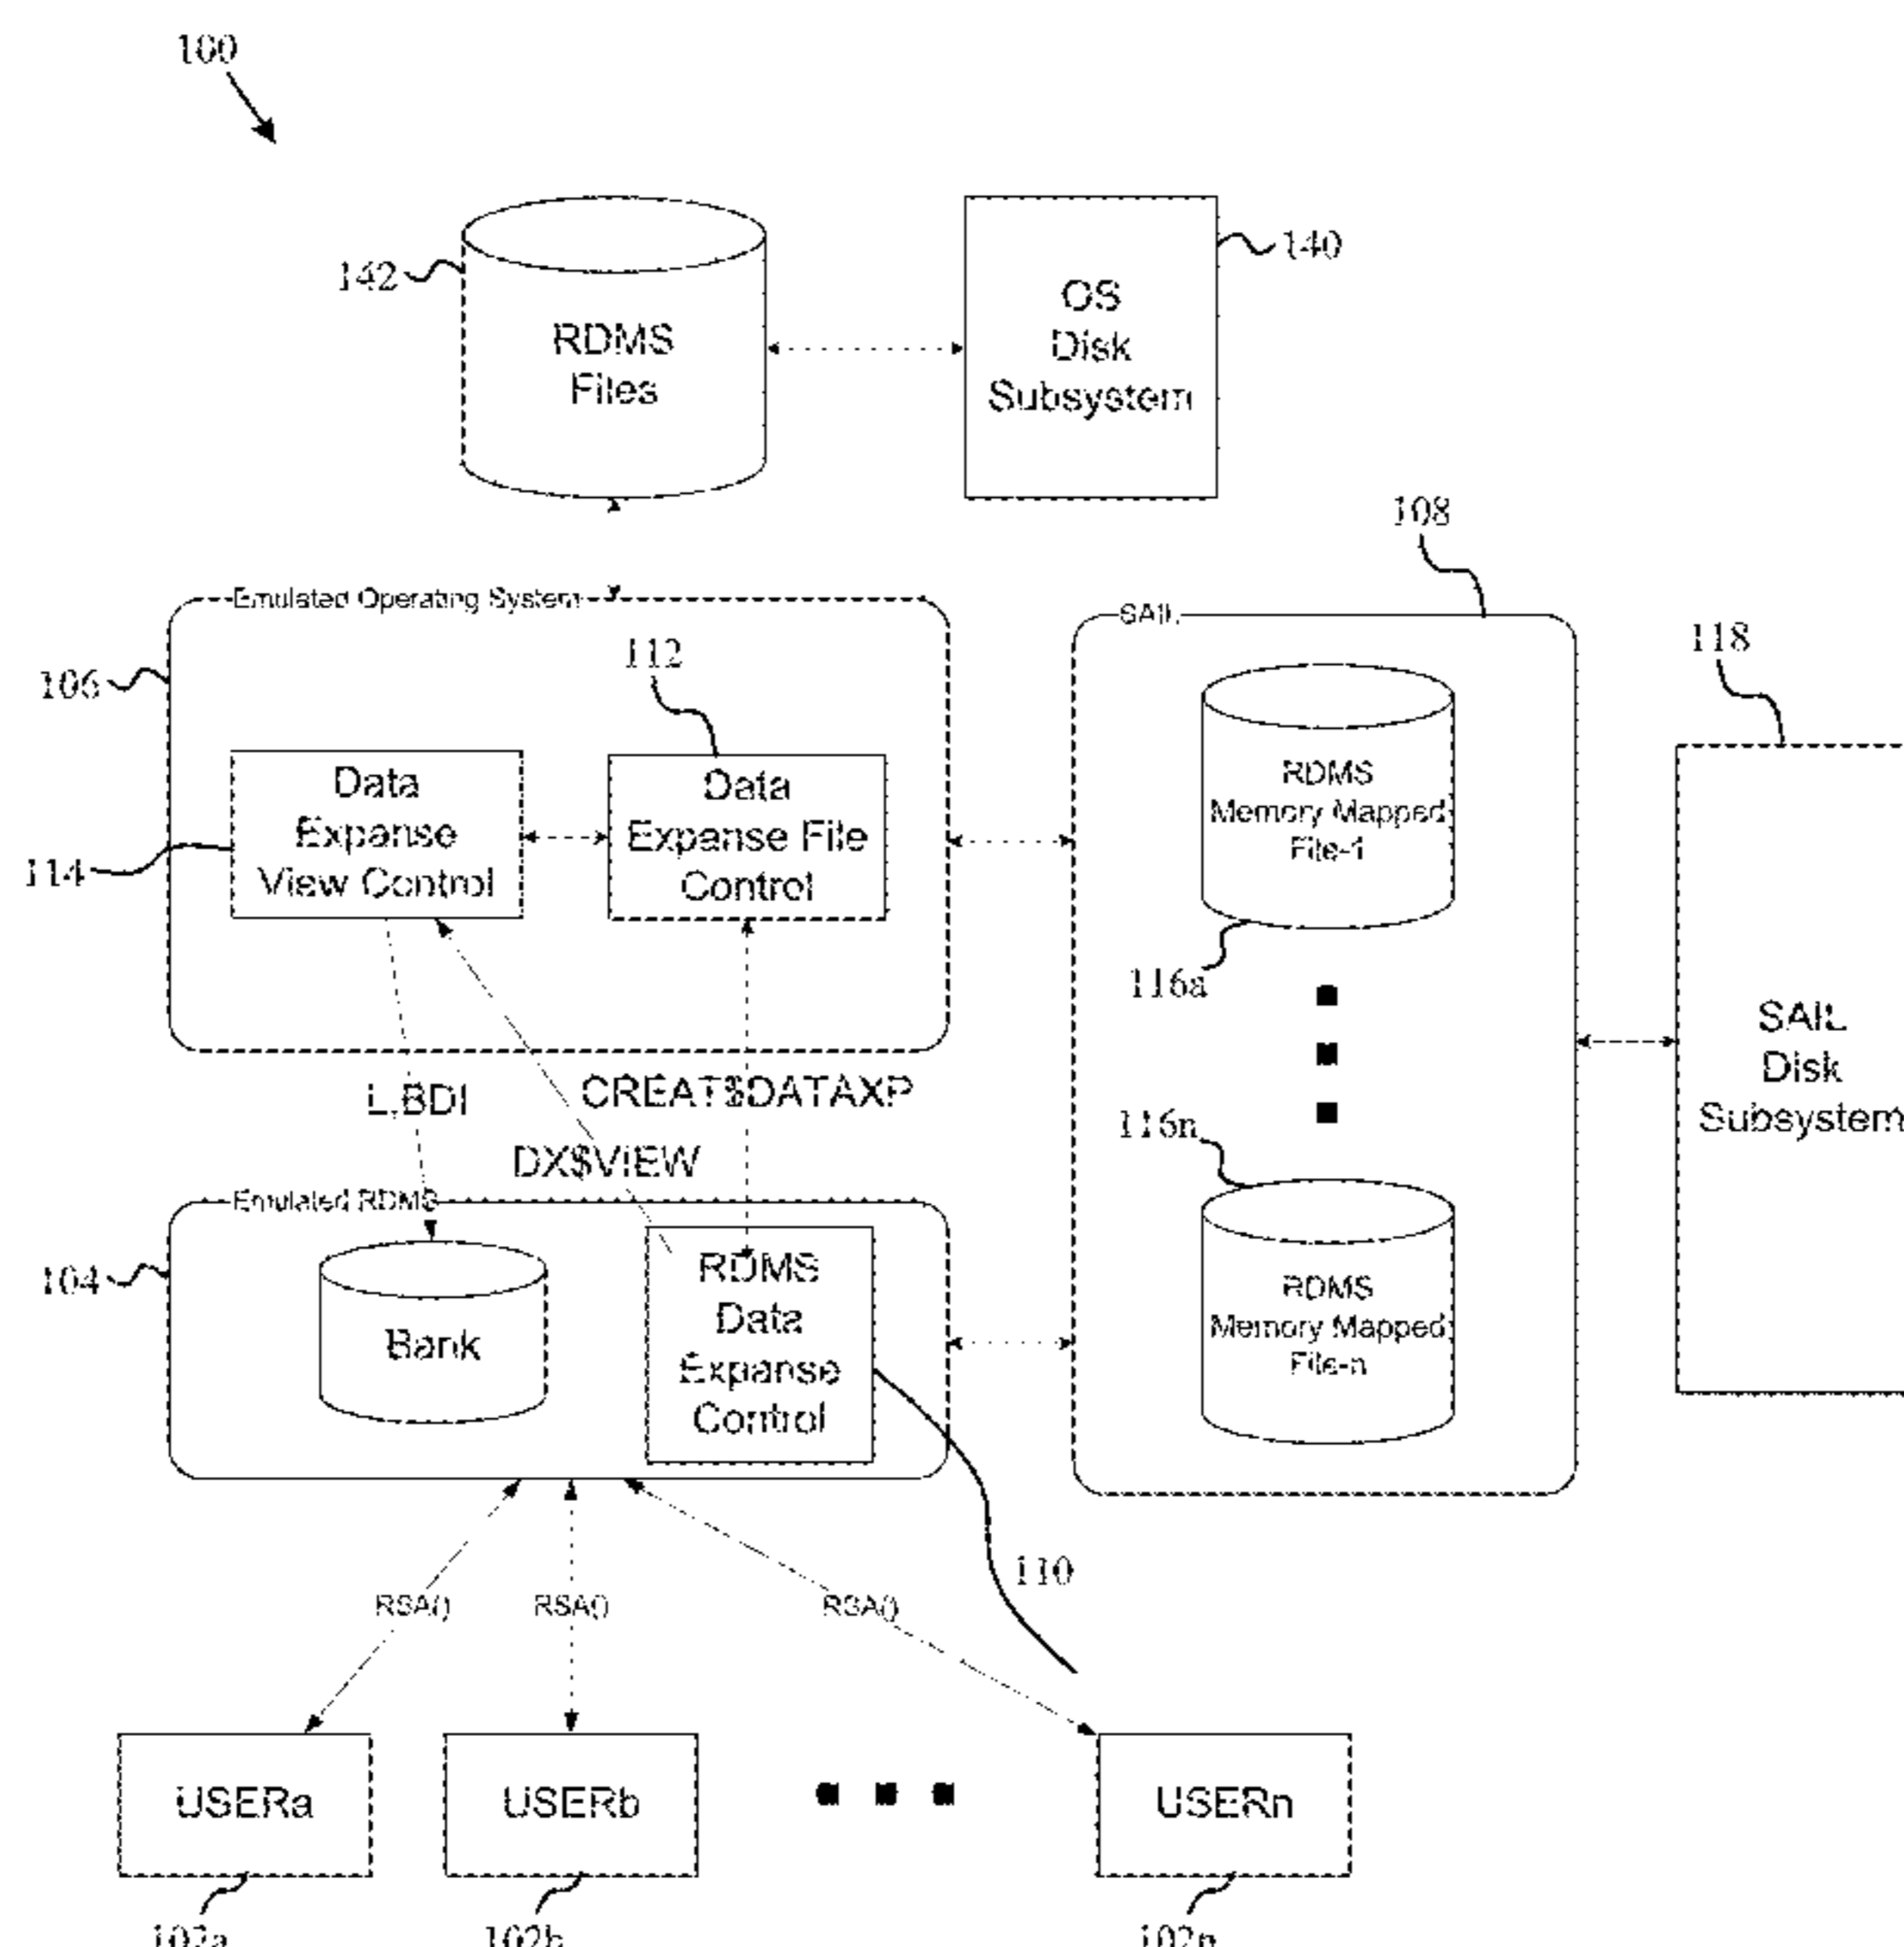 100
142
RDMS
Files
OS
Disk
Subsystem
140
108
Emulated Operating System
SAIL
118
106
112
Data
Expanse
View Control
Data
Expanse File
Control
114
RDMS
Memory Mapped
File-1
116a
SAIL
Disk
Subsystem
L,BDI
CREAT$DATAXP
DX$VIEW
116n
Emulated RDMS
104
Bank
RDMS
Data
Expanse
Control
RDMS
Memory Mapped
File-n
110
RSA()
RSA()
RSA()
USERa
USERb
USERn
102a
102b
102n